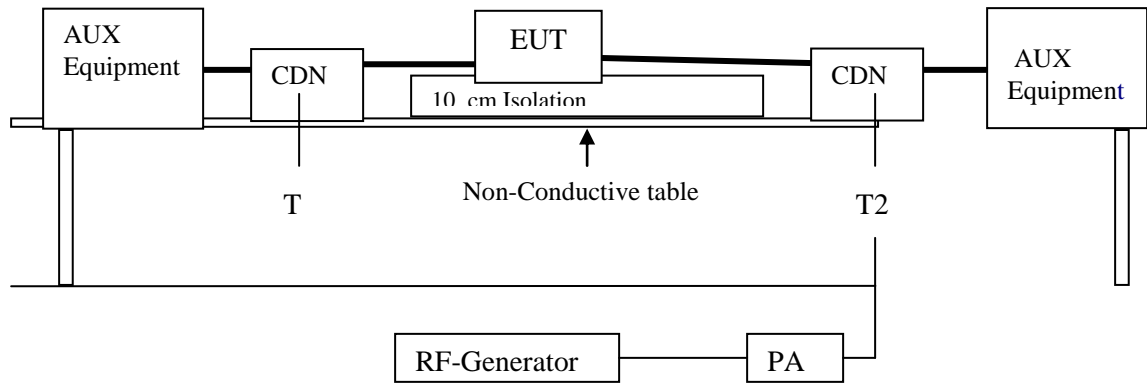 AUX
Equipment
CDN
EUT
10 cm Isolation
CDN
AUX
Equipment
Non-Conductive table
T
T2
RF-Generator
PA